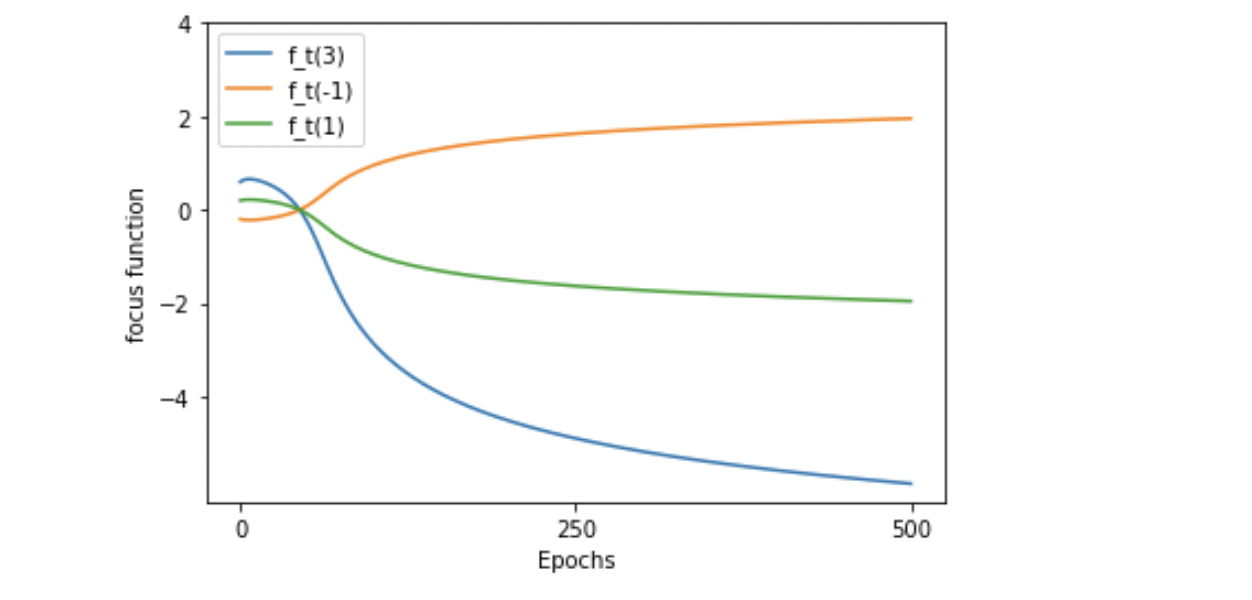 4
f_t(3)
f_t(-1)
f_t(1)
2
0
−2
−4
focus function
0 250 500
Epochs